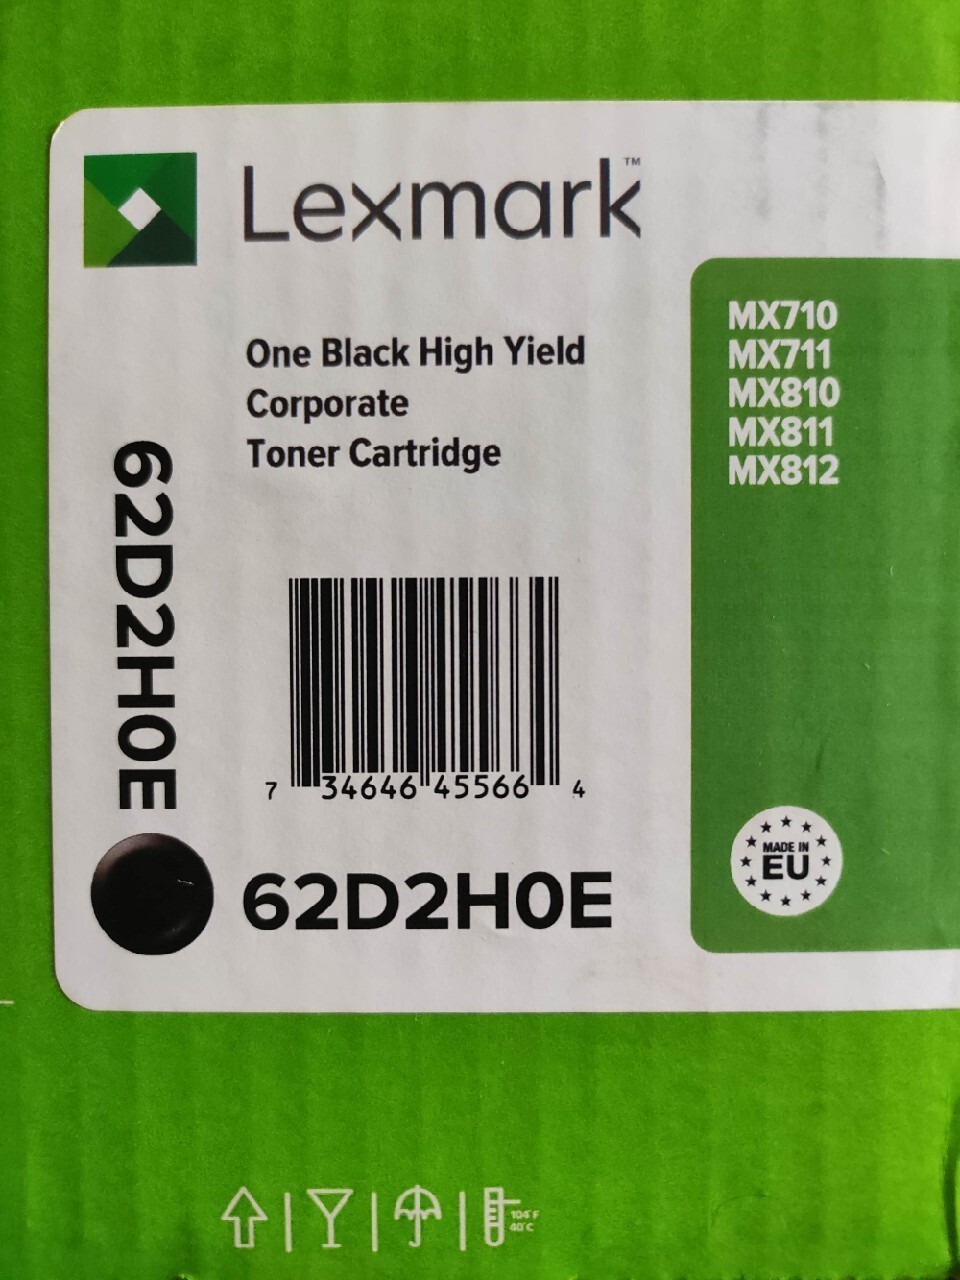 Lexmark™
One Black High Yield
Corporate
Toner Cartridge
62D2H0E
7 34646 45566 4
62D2H0E
MX710
MX711
MX810
MX811
MX812
MADE IN
EU
104°F
40°C